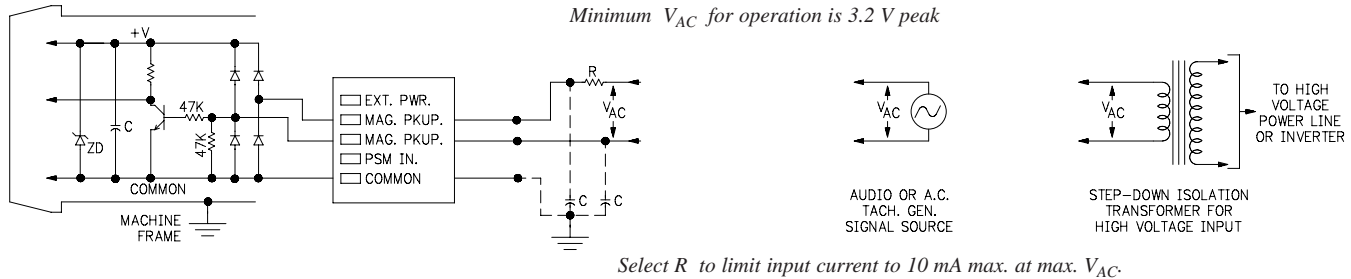 Minimum V_AC for operation is 3.2 V peak
+V
47K
47K
C
ZD
COMMON
MACHINE
FRAME
EXT. PWR.
MAG. PKUP.
MAG. PKUP.
PSM IN.
COMMON
R
V_AC
C
C
V_AC
AUDIO OR A.C.
TACH. GEN.
SIGNAL SOURCE
V_AC
STEP-DOWN ISOLATION
TRANSFORMER FOR
HIGH VOLTAGE INPUT
TO HIGH
VOLTAGE
POWER LINE
OR INVERTER
Select R to limit input current to 10 mA max. at max. V_AC.